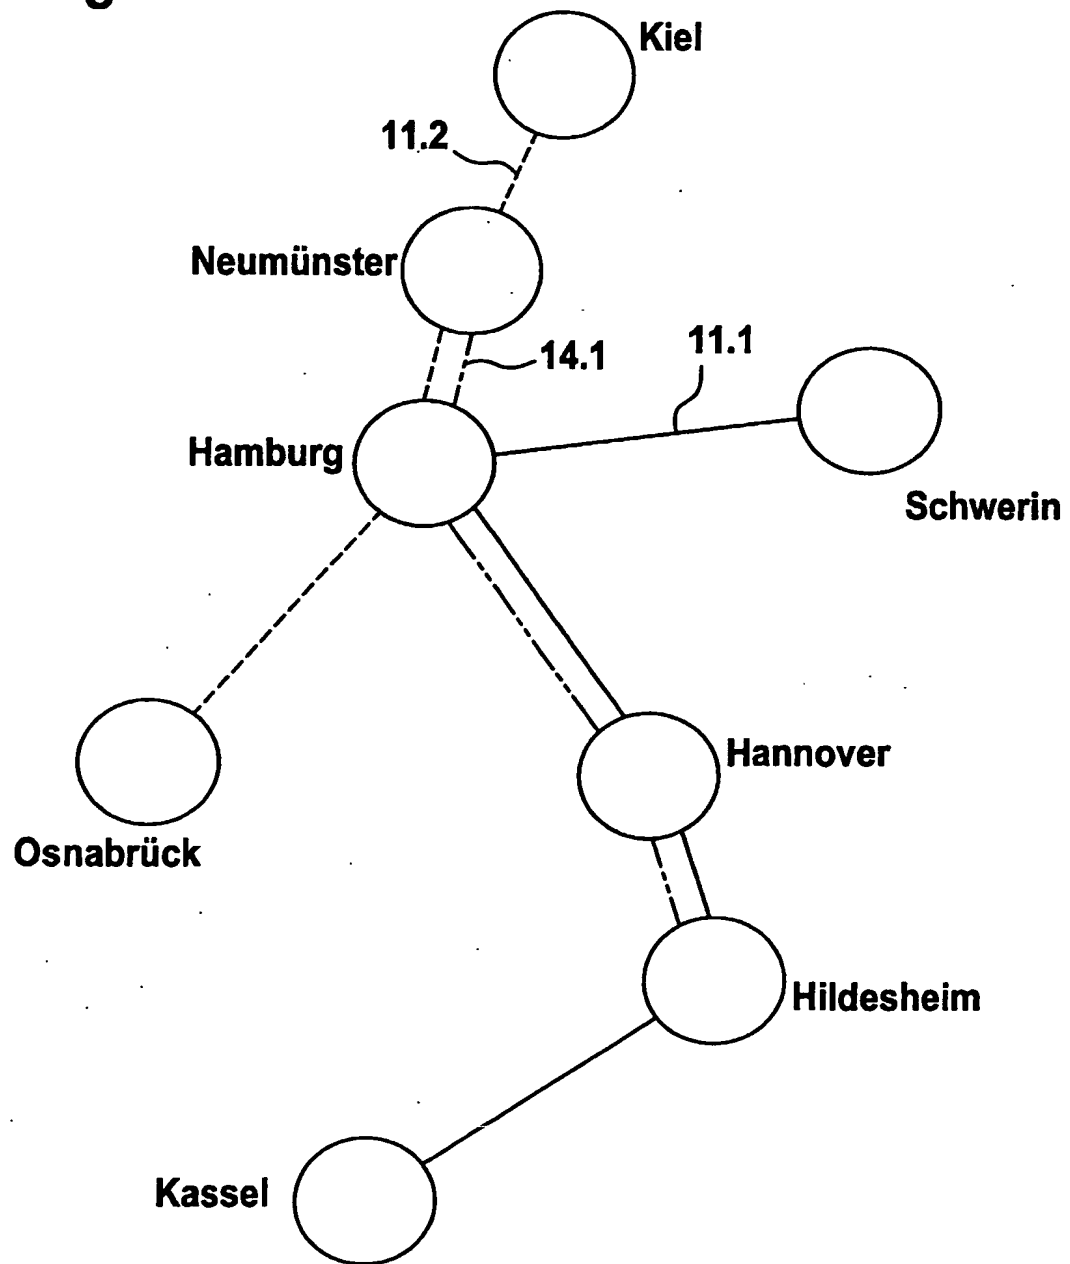 Kiel
11.2
Neumünster
14.1
11.1
Hamburg
Schwerin
Hannover
Osnabrück
Hildesheim
Kassel